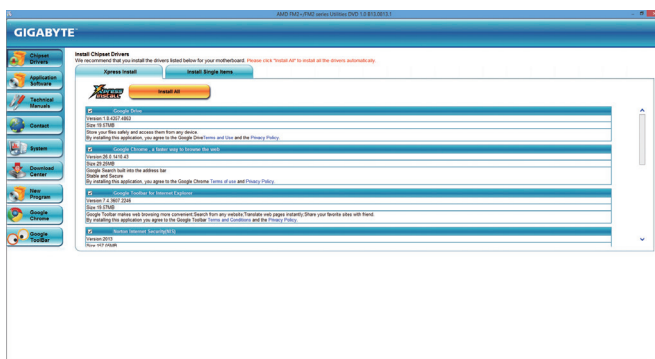 AMD FM2+/FM2 series Utilities DVD 1.0 B13.0813.1
GIGABYTE™
Chipset Drivers
Application Software
Technical Manuals
Contact
System
Download Center
New Program
Google Chrome
Google ToolBar
Install Chipset Drivers
We recommend that you install the drivers listed below for your motherboard. Please click "Install All" to install all the drivers automatically.
Xpress Install
Install Single Items
Xpress Install
Install All
Google Drive
Version:1.8.4357.4863
Size:19.57MB
Store your files safely and access them from any device.
By installing this application, you agree to the Google DriveTerms and Use and the Privacy Policy.
Google Chrome , a faster way to browse the web
Version:26.0.1410.43
Size:29.29MB
Google Search built into the address bar
Stable and Secure
By installing this application, you agree to the Google Chrome Terms of use and Privacy Policy.
Google Toolbar for Internet Explorer
Version:7.4.3607.2246
Size:19.57MB
Google Toolbar makes web browsing more convenient:Search from any website;Translate web pages instantly;Share your favorite sites with friend.
By installing this application you agree to the Google Toolbar Terms and Conditions and the Privacy Policy.
Norton Internet Security(NIS)
Version:2013